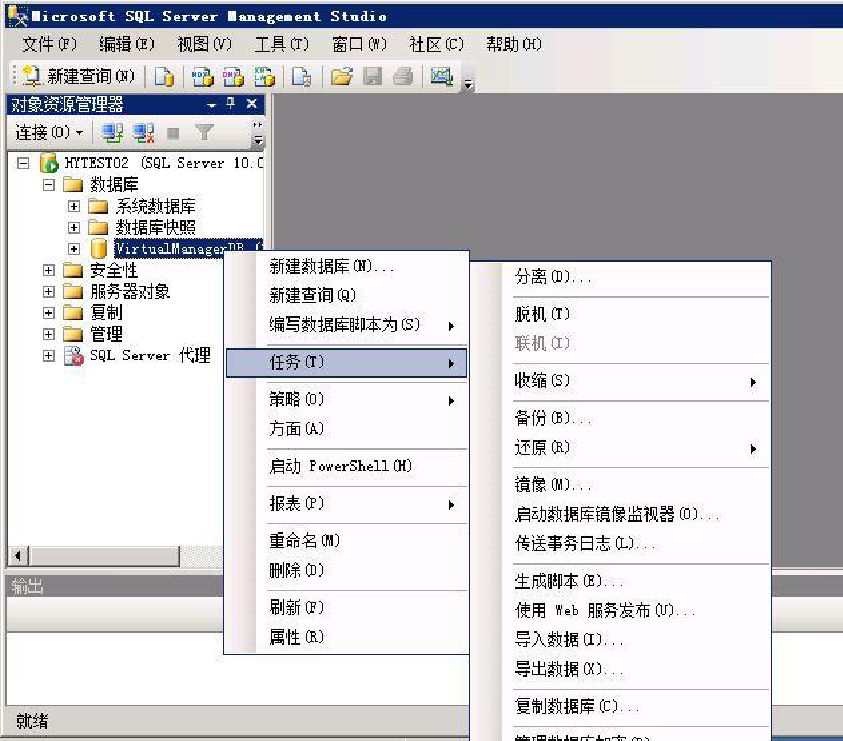 Microsoft SQL Server Management Studio
文件(F) 编辑(E) 视图(V) 工具(T) 窗口(W) 社区(C) 帮助(H)
新建查询(N)
对象资源管理器
连接(O)
HYTEST02 (SQL Server 10.0
数据库
系统数据库
数据库快照
VirtualManagerDB
安全性
服务器对象
复制
管理
SQL Server 代理
新建数据库(N)...
新建查询(Q)
编写数据库脚本为(S)
任务(T)
策略(O)
方面(A)
启动 PowerShell(H)
报表(P)
重命名(M)
删除(D)
刷新(F)
属性(R)
分离(D)...
脱机(T)
联机(I)
收缩(S)
备份(B)...
还原(R)
镜像(M)...
启动数据库镜像监视器(O)...
传送事务日志(L)...
生成脚本(E)...
使用 Web 服务发布(U)...
导入数据(I)...
导出数据(X)...
复制数据库(C)...
输出
就绪